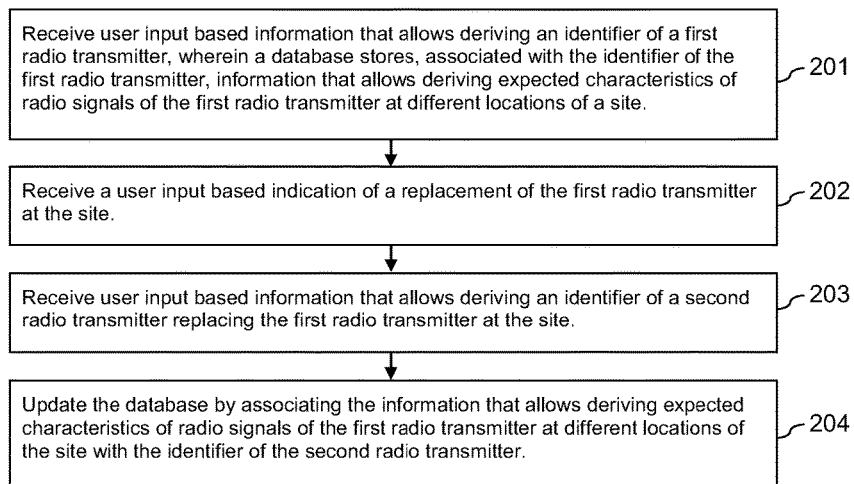 Receive user input based information that allows deriving an identifier of a first
radio transmitter, wherein a database stores, associated with the identifier of the
first radio transmitter, information that allows deriving expected characteristics of
radio signals of the first radio transmitter at different locations of a site.
201
Receive a user input based indication of a replacement of the first radio transmitter
at the site.
202
Receive user input based information that allows deriving an identifier of a second
radio transmitter replacing the first radio transmitter at the site.
203
Update the database by associating the information that allows deriving expected
characteristics of radio signals of the first radio transmitter at different locations of
the site with the identifier of the second radio transmitter.
204